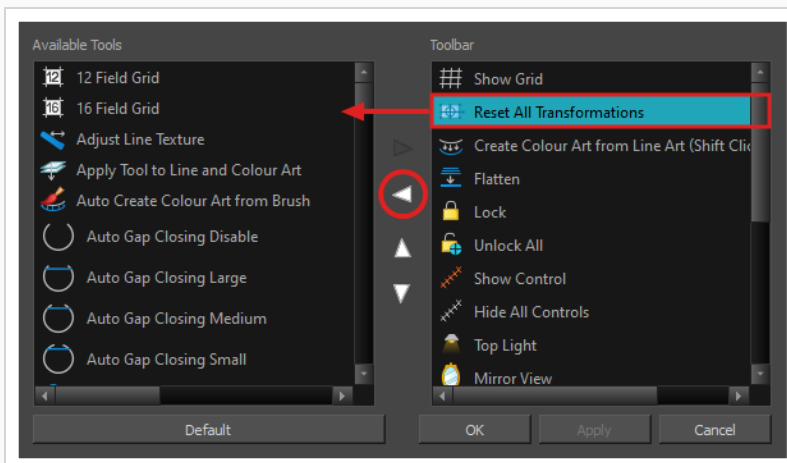 Available Tools
12 Field Grid
16 Field Grid
Adjust Line Texture
Apply Tool to Line and Colour Art
Auto Create Colour Art from Brush
Auto Gap Closing Disable
Auto Gap Closing Large
Auto Gap Closing Medium
Auto Gap Closing Small
Default
Toolbar
Show Grid
Reset All Transformations
Create Colour Art from Line Art (Shift Clic
Flatten
Lock
Unlock All
Show Control
Hide All Controls
Top Light
Mirror View
OK
Apply
Cancel